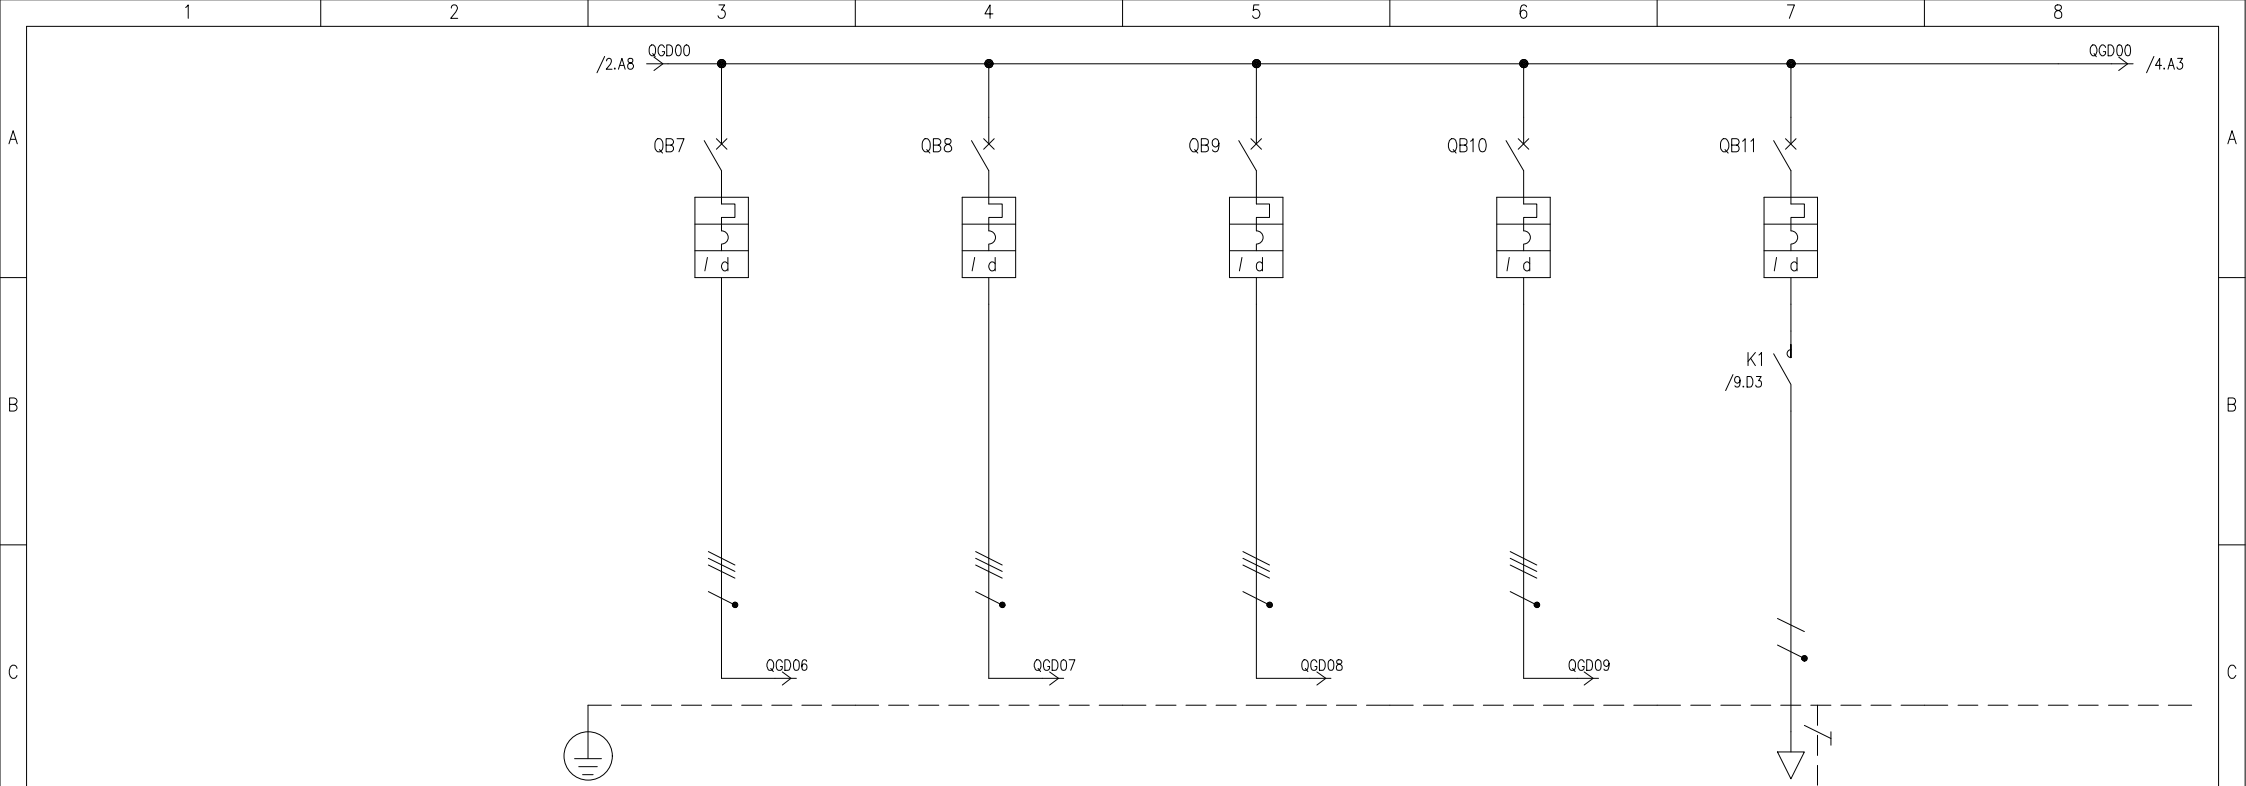 1 2 3 4 5 6 7 8
QGD00 QGD00
/2.A8 /4.A3
A A
QB7 QB8 QB9 QB10 QB11
I d I d I d I d I d
K1
/9.D3
B B
QGD06 QGD07 QGD08 QGD09
C C